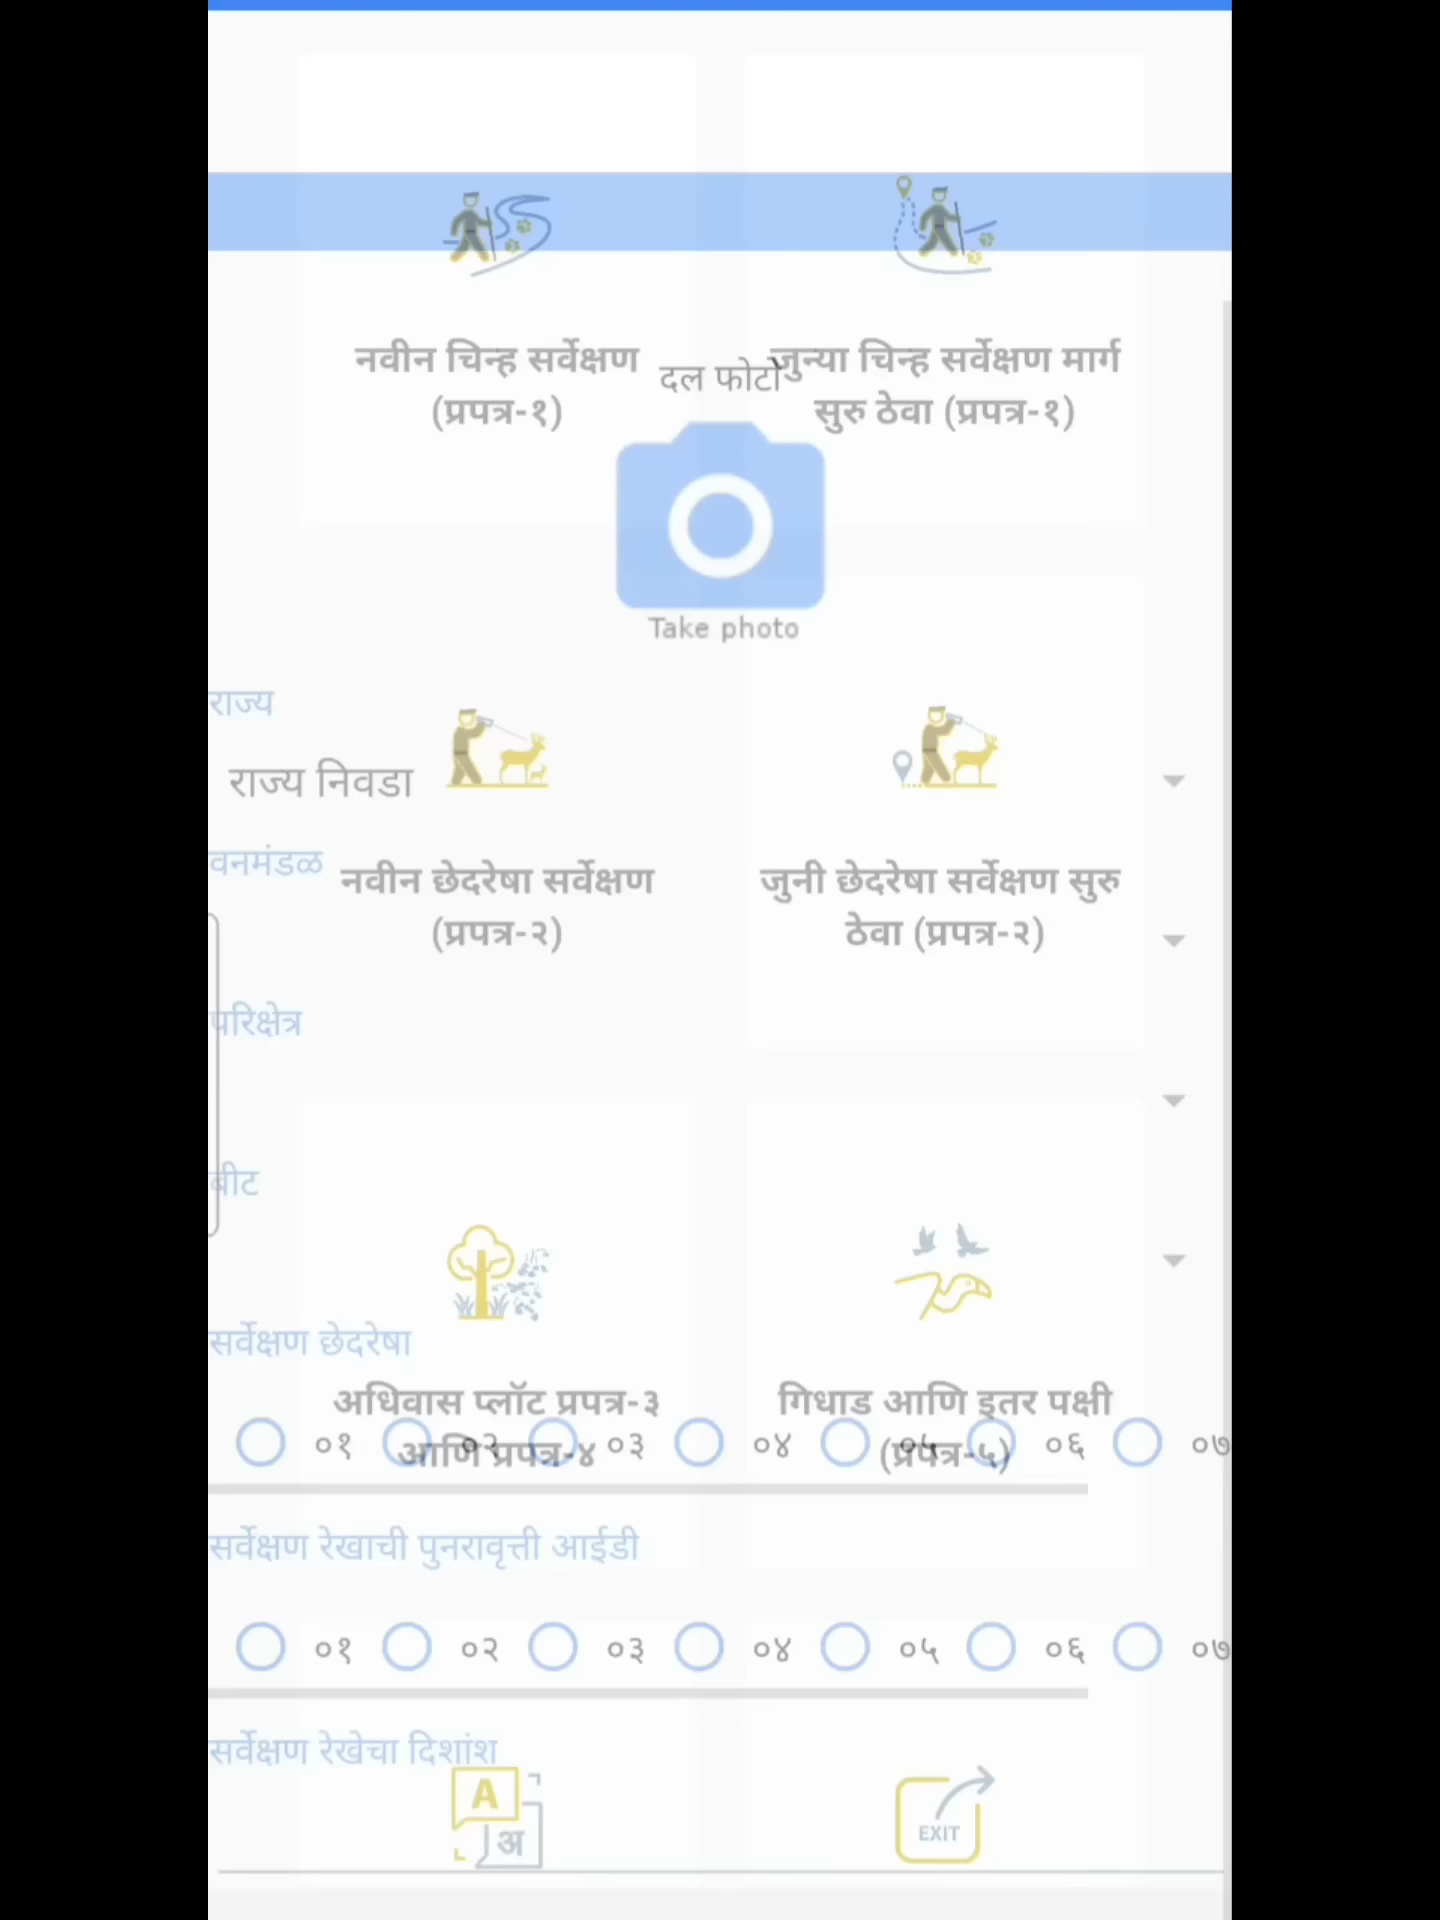 नवीन चिन्ह सर्वेक्षण
(प्रपत्र-१)
जुन्या चिन्ह सर्वेक्षण मार्ग
सुरु ठेवा (प्रपत्र-१)
दल फोटो
Take photo
राज्य
राज्य निवडा
वनमंडळ
नवीन छेदरेषा सर्वेक्षण
(प्रपत्र-२)
जुनी छेदरेषा सर्वेक्षण सुरु
ठेवा (प्रपत्र-२)
परिक्षेत्र
वीट
सर्वेक्षण छेदरेषा
अधिवास प्लॉट प्रपत्र-३
आणि प्रपत्र-४
गिधाड आणि इतर पक्षी
(प्रपत्र-५)
०१ ०२ ०३ ०४ ०५ ०६ ०७
सर्वेक्षण रेखाची पुनरावृत्ती आईडी
०१ ०२ ०३ ०४ ०५ ०६ ०७
सर्वेक्षण रेखेचा दिशांश
A
अ
EXIT